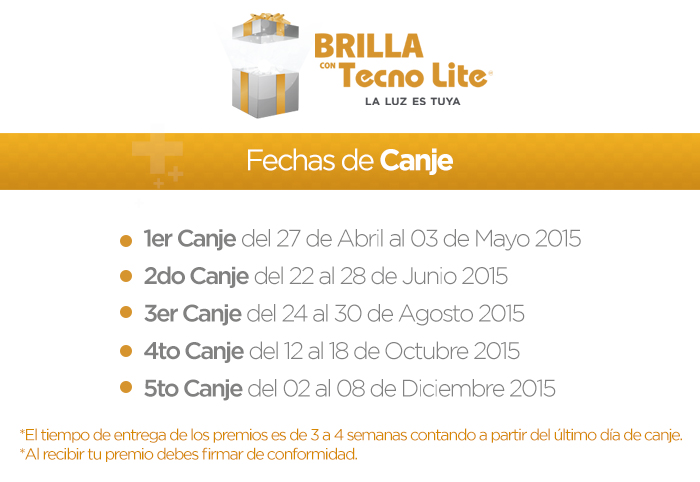 BRILLA
CON Tecno Lite®
LA LUZ ES TUYA
Fechas de Canje
1er Canje del 27 de Abril al 03 de Mayo 2015
2do Canje del 22 al 28 de Junio 2015
3er Canje del 24 al 30 de Agosto 2015
4to Canje del 12 al 18 de Octubre 2015
5to Canje del 02 al 08 de Diciembre 2015
*El tiempo de entrega de los premios es de 3 a 4 semanas contando a partir del último día de canje.
*Al recibir tu premio debes firmar de conformidad.